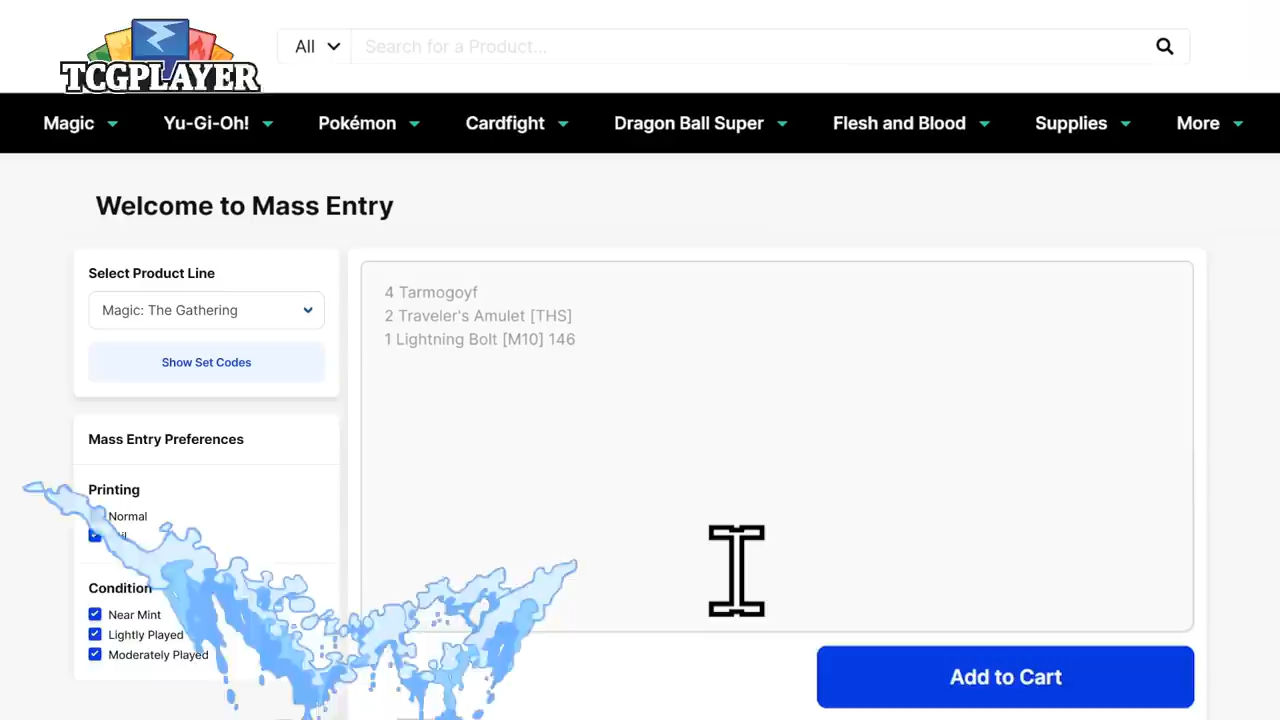 TCGPLAYER
All
Search for a Product...
Magic
Yu-Gi-Oh!
Pokémon
Cardfight
Dragon Ball Super
Flesh and Blood
Supplies
More
Welcome to Mass Entry
Select Product Line
Magic: The Gathering
Show Set Codes
4 Tarmogoyf
2 Traveler's Amulet [THS]
1 Lightning Bolt [M10] 146
Mass Entry Preferences
Printing
Normal
Condition
Near Mint
Lightly Played
Moderately Played
Add to Cart